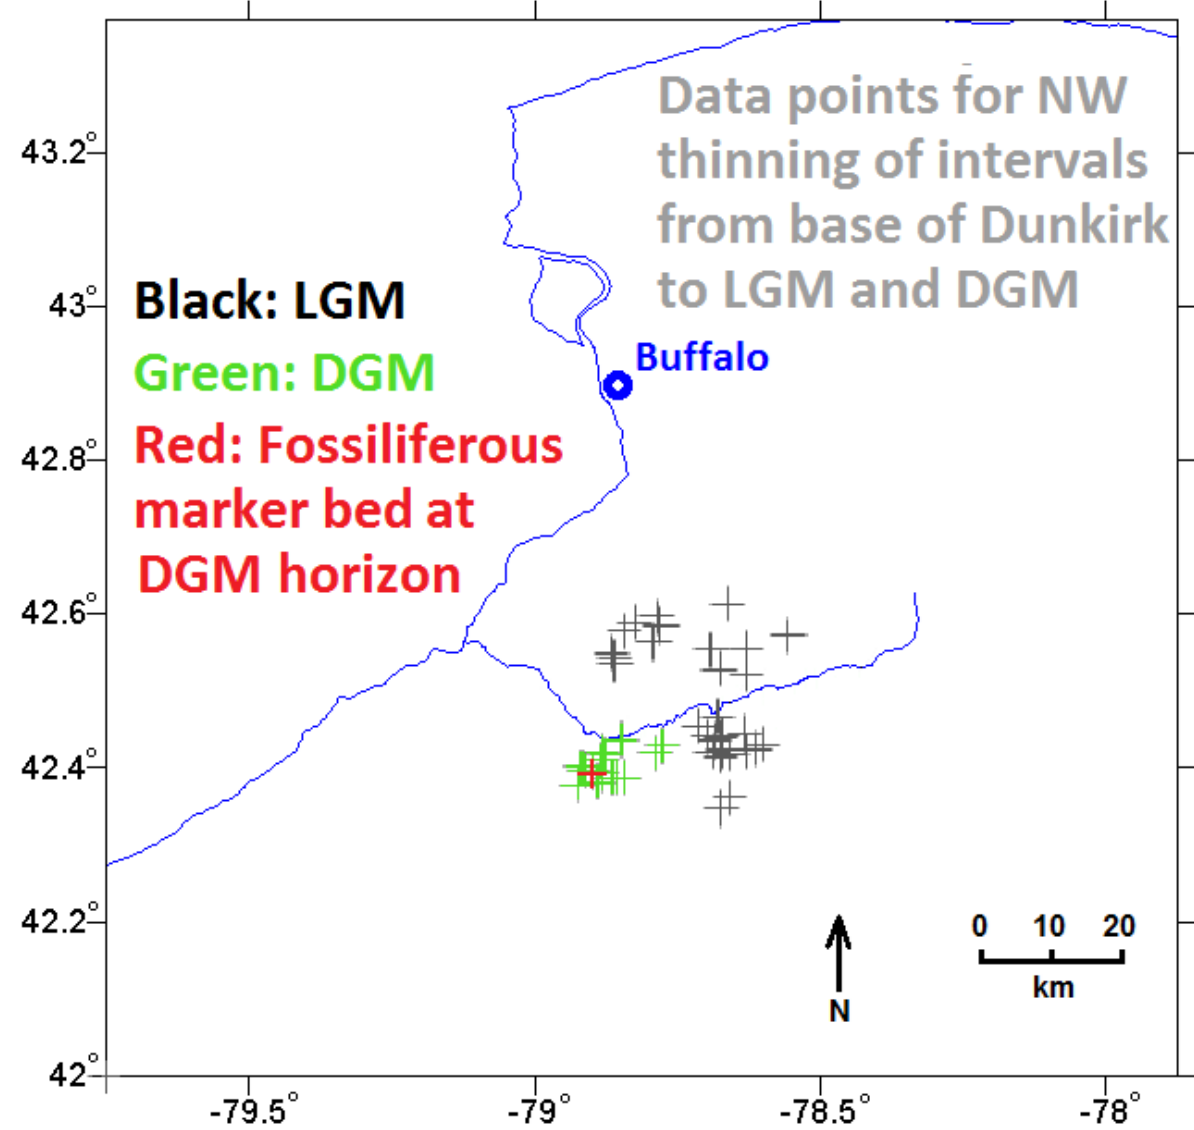 Data points for NW
thinning of intervals
from base of Dunkirk
to LGM and DGM
43.2°
43°
Black: LGM
Buffalo
Green: DGM
Red: Fossiliferous
marker bed at
DGM horizon
42.8°
42.6°
42.4°
42.2°
0 10 20
km
N
42°
-79.5° -79° -78.5° -78°